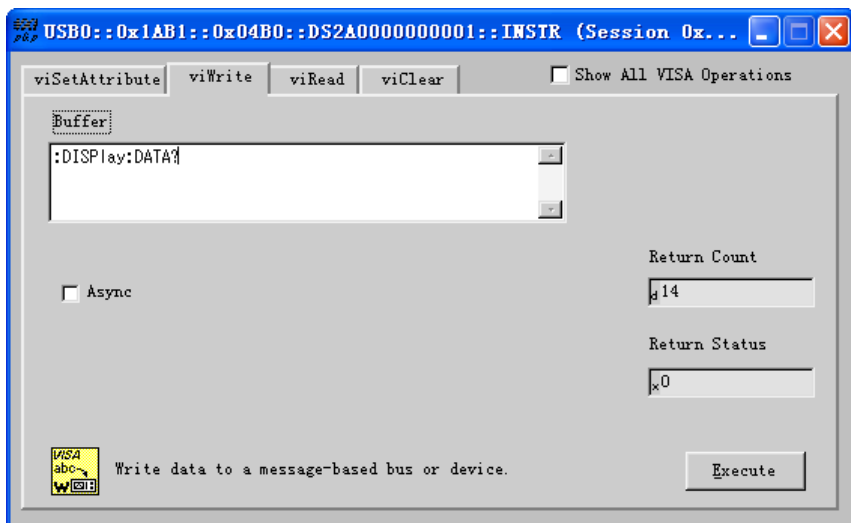 USB0::0x1AB1::0x04B0::DS2A0000000001::INSTR (Session 0x...
viSetAttribute viWrite viRead viClear Show All VISA Operations
Buffer
:DISPlay:DATA?
Return Count
d 14
Async
Return Status
x 0
VISA
abc
W
Write data to a message-based bus or device.
Execute